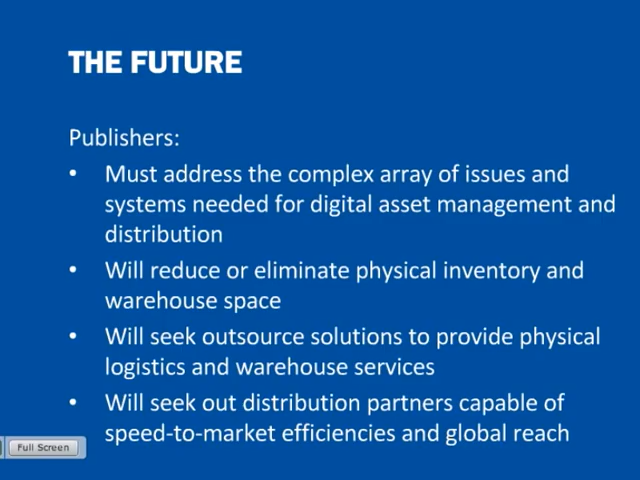 THE FUTURE
Publishers:
• Must address the complex array of issues and
systems needed for digital asset management and
distribution
• Will reduce or eliminate physical inventory and
warehouse space
• Will seek outsource solutions to provide physical
logistics and warehouse services
• Will seek out distribution partners capable of
speed-to-market efficiencies and global reach
Full Screen